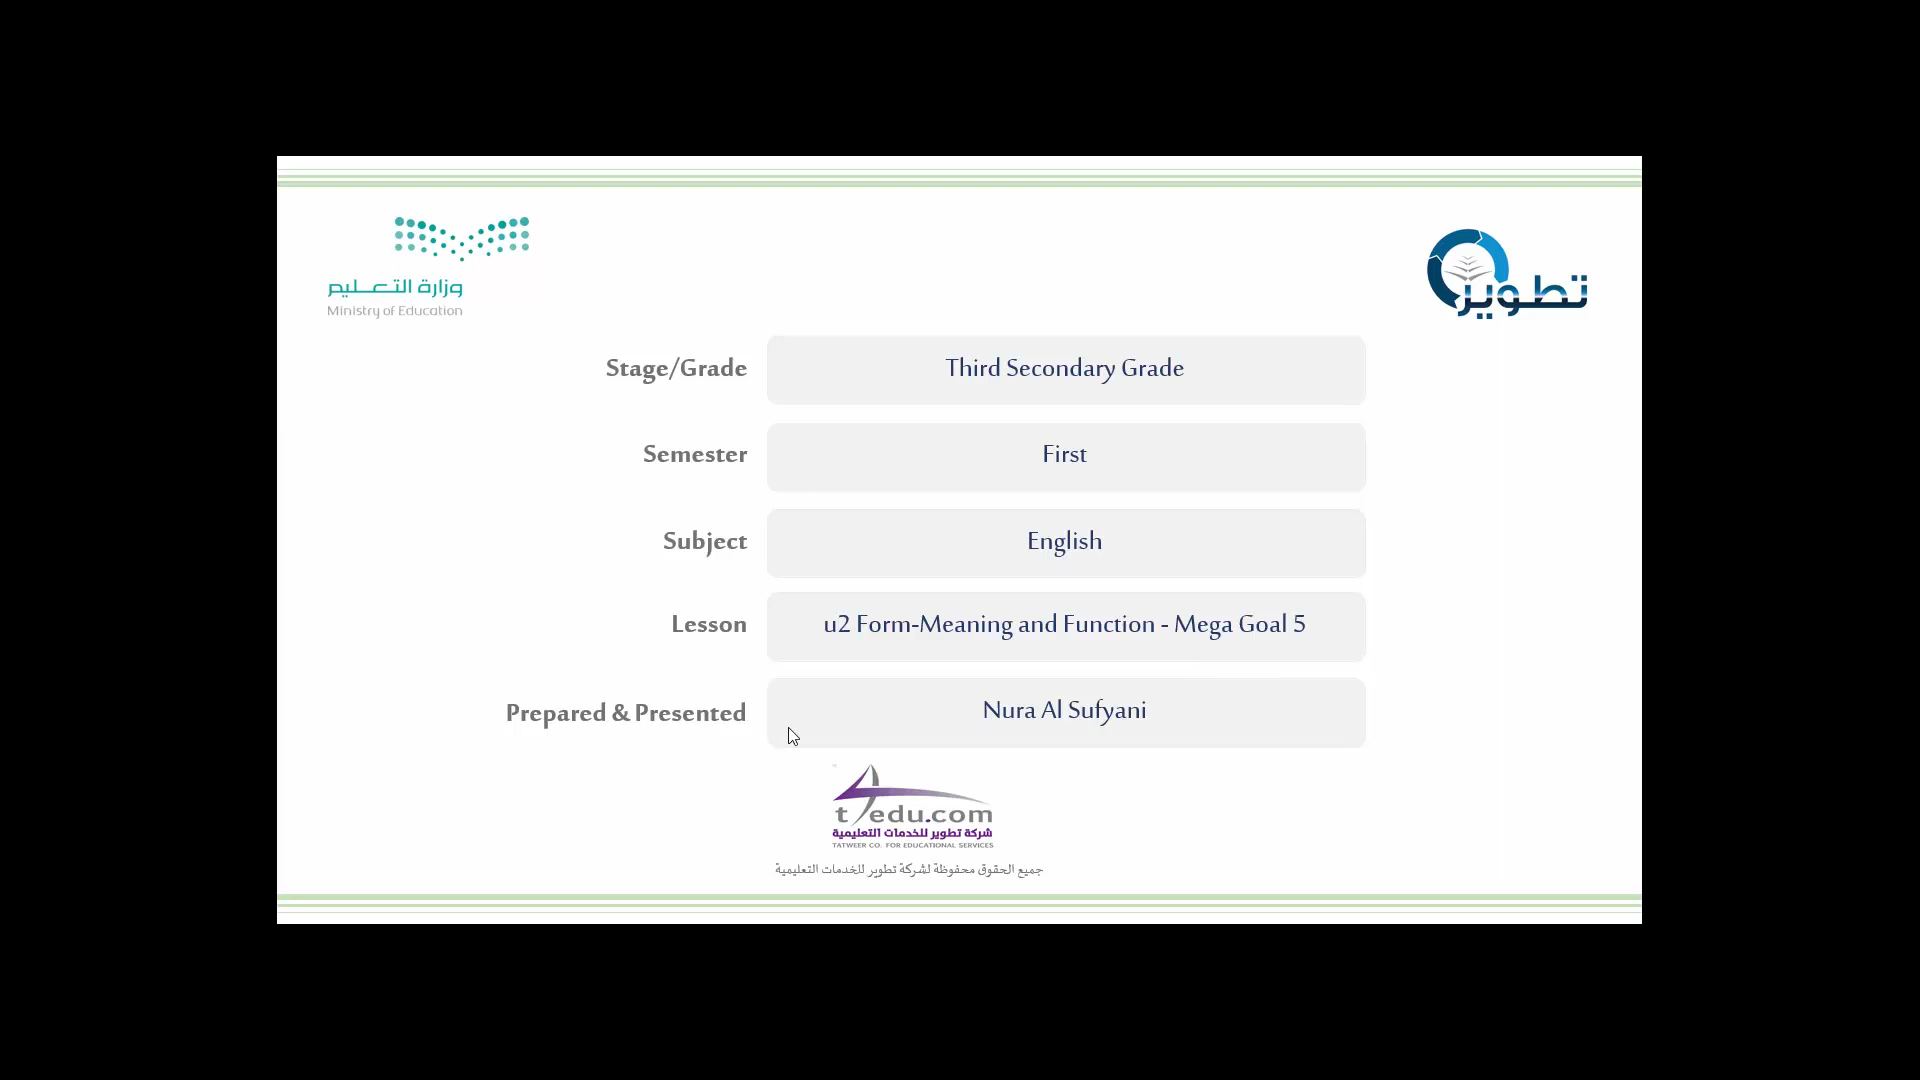 وزارة التعليم
Ministry of Education
تطوير
Stage/Grade Third Secondary Grade
Semester First
Subject English
Lesson u2 Form-Meaning and Function - Mega Goal 5
Prepared & Presented Nura Al Sufyani
t4edu.com
شركة تطوير للخدمات التعليمية
TATWEER CO. FOR EDUCATIONAL SERVICES
جميع الحقوق محفوظة لشركة تطوير للخدمات التعليمية